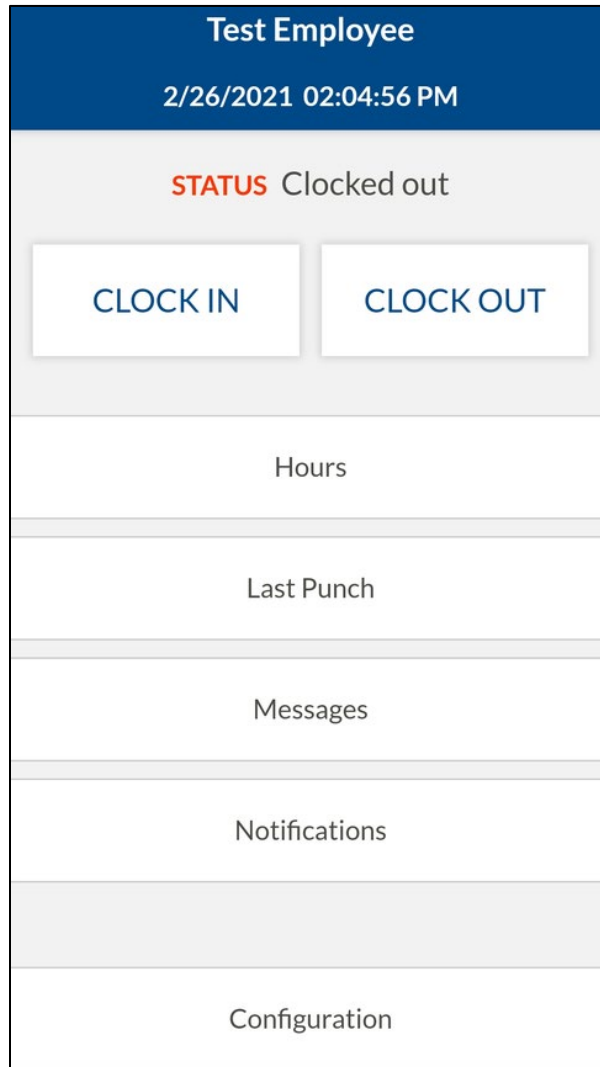 Test Employee
2/26/2021 02:04:56 PM
STATUS Clocked out
CLOCK IN CLOCK OUT
Hours
Last Punch
Messages
Notifications
Configuration